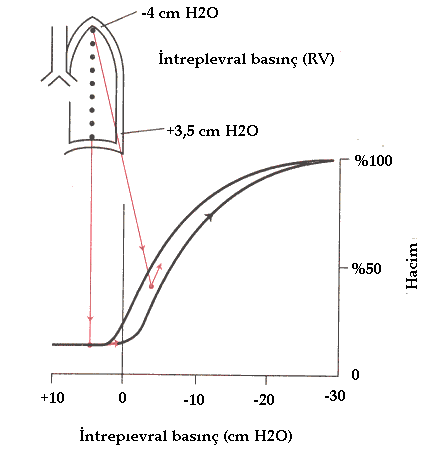 -4 cm H2O
İntreplevral basınç (RV)
+3,5 cm H2O
%100
%50
Hacim
0
+10 0 -10 -20 -30
İntrepıevral basınç (cm H2O)